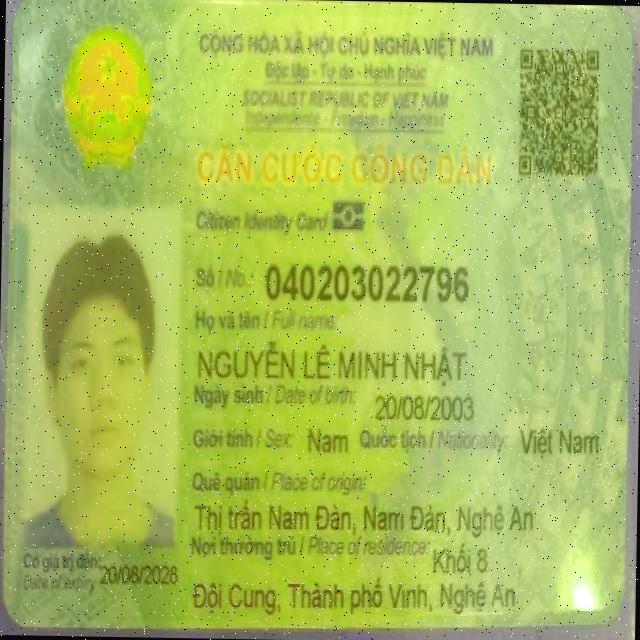 CỘNG HÒA XÃ HỘI CHỦ NGHĨA VIỆT NAM
Độc lập - Tự do - Hạnh phúc
SOCIALIST REPUBLIC OF VIET NAM
Independence - Freedom - Happiness
CĂN CƯỚC CÔNG DÂN
Citizen Identity Card
Số / No.: 040203022796
Họ và tên / Full name:
NGUYỄN LÊ MINH NHẬT
Ngày sinh / Date of birth: 20/08/2003
Giới tính / Sex: Nam Quốc tịch / Nationality: Việt Nam
Quê quán / Place of origin:
Thị trấn Nam Đàn, Nam Đàn, Nghệ An
Nơi thường trú / Place of residence: Khối 8
Đội Cung, Thành phố Vinh, Nghệ An
Có giá trị đến: 20/08/2028
Date of expiry